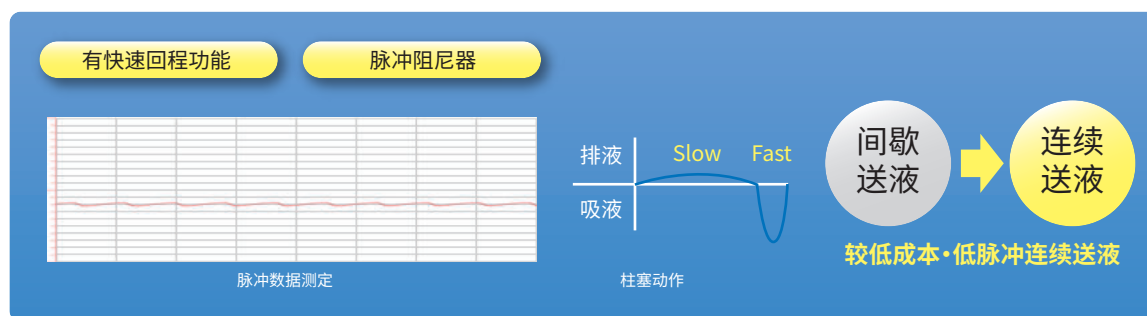 有快速回程功能
脉冲阻尼器
脉冲数据测定
排液
Slow
Fast
吸液
柱塞动作
间歇
送液
连续
送液
较低成本·低脉冲连续送液